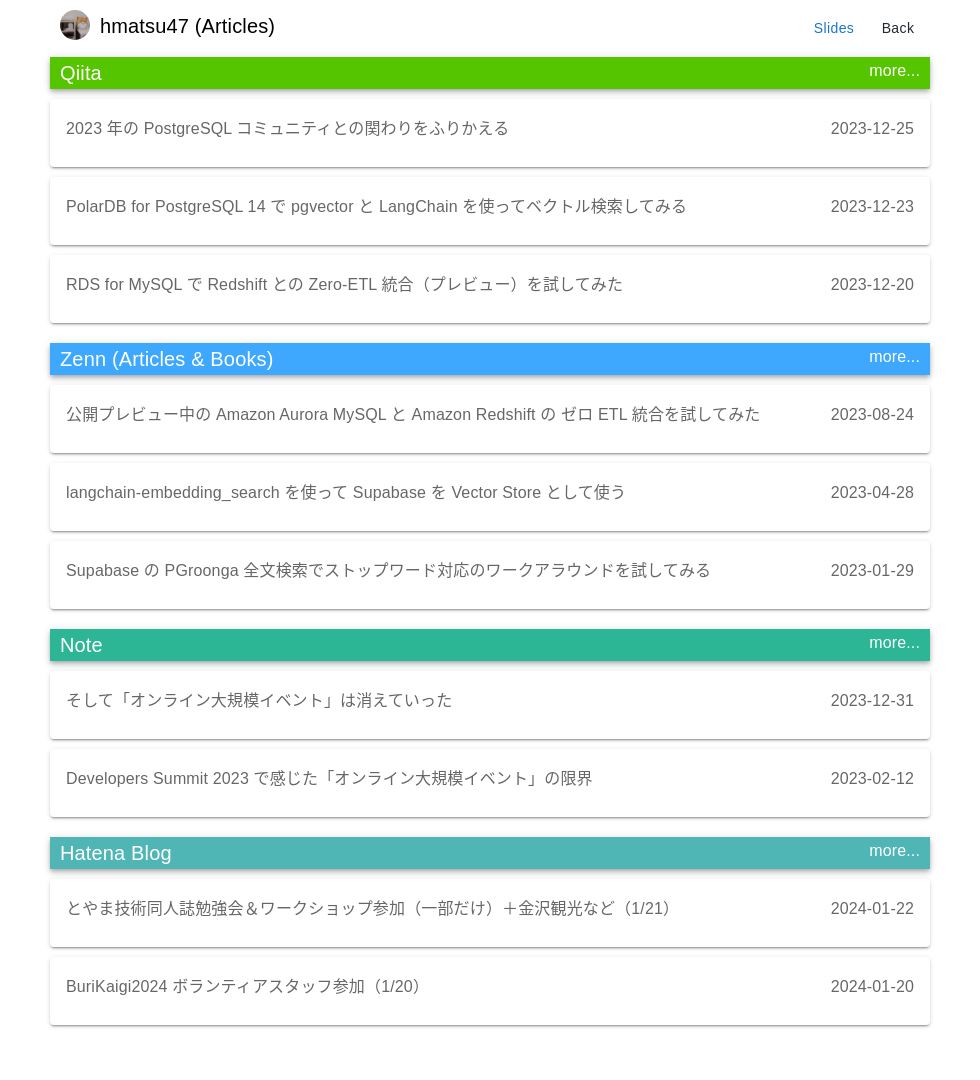 hmatsu47 (Articles)
Slides
Back
Qiita
more...
2023 年の PostgreSQL コミュニティとの関わりをふりかえる
2023-12-25
PolarDB for PostgreSQL 14 で pgvector と LangChain を使ってベクトル検索してみる
2023-12-23
RDS for MySQL で Redshift との Zero-ETL 統合（プレビュー）を試してみた
2023-12-20
Zenn (Articles & Books)
more...
公開プレビュー中の Amazon Aurora MySQL と Amazon Redshift の ゼロ ETL 統合を試してみた
2023-08-24
langchain-embedding_search を使って Supabase を Vector Store として使う
2023-04-28
Supabase の PGroonga 全文検索でストップワード対応のワークアラウンドを試してみる
2023-01-29
Note
more...
そして「オンライン大規模イベント」は消えていった
2023-12-31
Developers Summit 2023 で感じた「オンライン大規模イベント」の限界
2023-02-12
Hatena Blog
more...
とやま技術同人誌勉強会＆ワークショップ参加（一部だけ）＋金沢観光など（1/21）
2024-01-22
BuriKaigi2024 ボランティアスタッフ参加（1/20）
2024-01-20